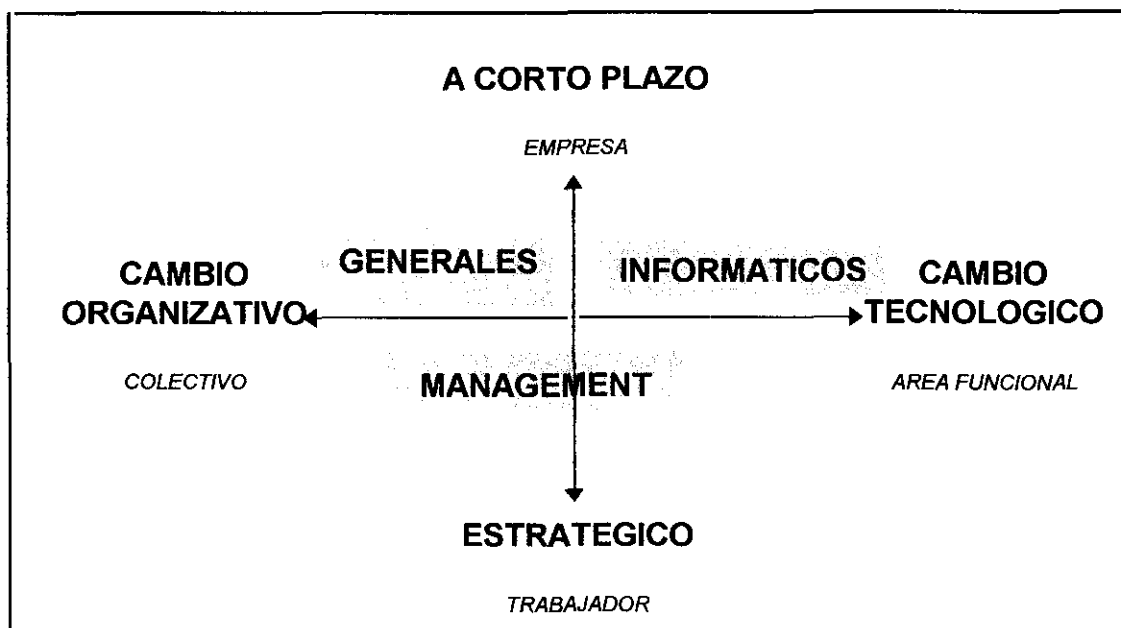 A CORTO PLAZO
EMPRESA
GENERALES
INFORMATICOS
CAMBIO
ORGANIZATIVO
CAMBIO
TECNOLOGICO
COLECTIVO
MANAGEMENT
AREA FUNCIONAL
ESTRATEGICO
TRABAJADOR